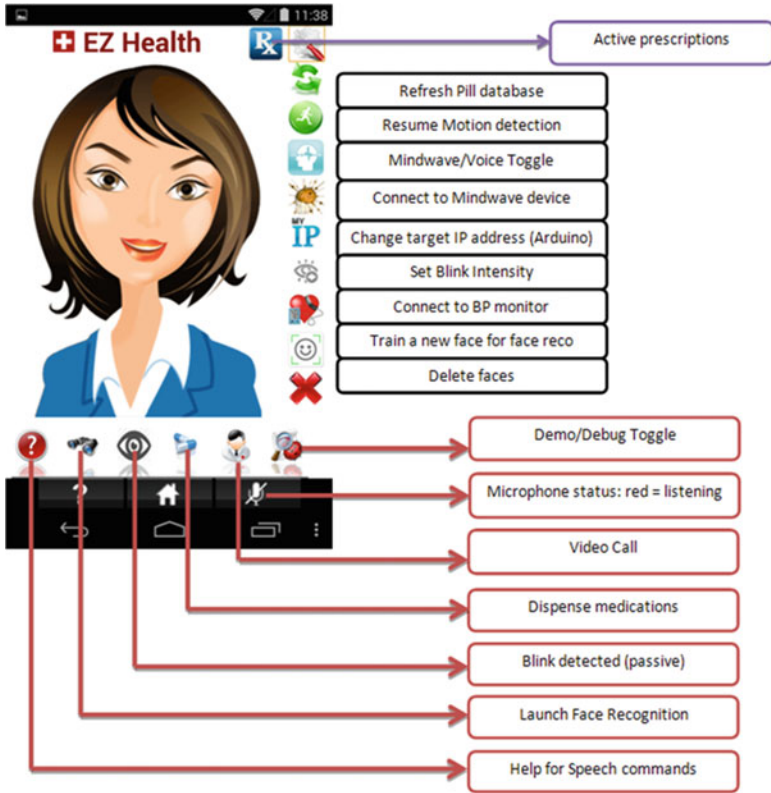 11:38
EZ Health
Rx
Active prescriptions
Refresh Pill database
Resume Motion detection
Mindwave/Voice Toggle
Connect to Mindwave device
MY
IP
Change target IP address (Arduino)
Set Blink Intensity
Connect to BP monitor
Train a new face for face reco
Delete faces
?
Demo/Debug Toggle
?
Microphone status: red = listening
Video Call
Dispense medications
Blink detected (passive)
Launch Face Recognition
Help for Speech commands